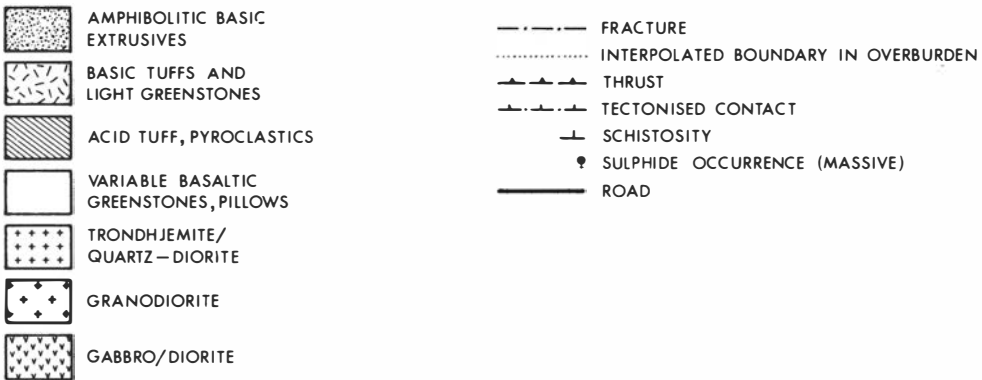 AMPHIBOLITIC BASIC
EXTRUSIVES
BASIC TUFFS AND
LIGHT GREENSTONES
ACID TUFF, PYROCLASTICS
VARIABLE BASALTIC
GREENSTONES, PILLOWS
TRONDHJEMITE/
QUARTZ–DIORITE
GRANODIORITE
GABBRO/DIORITE
FRACTURE
INTERPOLATED BOUNDARY IN OVERBURDEN
THRUST
TECTONISED CONTACT
SCHISTOSITY
SULPHIDE OCCURRENCE (MASSIVE)
ROAD